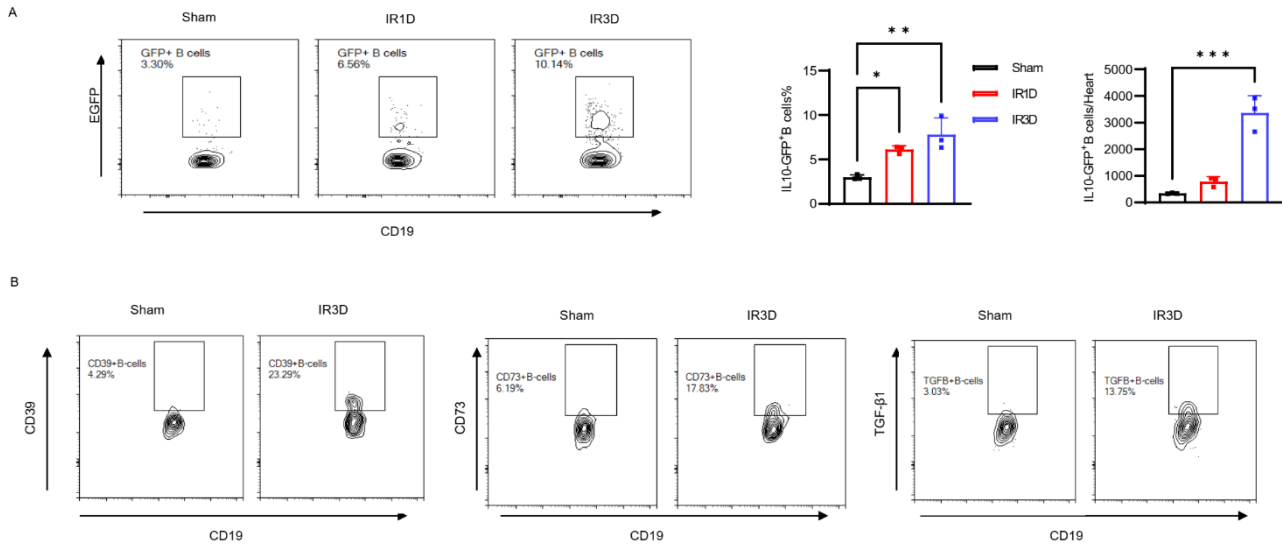 A
Sham
IR1D
IR3D
GFP+ B cells
3.30%
GFP+ B cells
6.56%
GFP+ B cells
10.14%
EGFP
CD19
IL10-GFP+B cells%
15
10
5
0
* *
*
Sham
IR1D
IR3D
IL10-GFP+B cells/Heart
5000
4000
3000
2000
1000
0
* * *
B
Sham
IR3D
CD39+B-cells
4.29%
CD39+B-cells
23.29%
CD39
CD19
Sham
IR3D
CD73+B-cells
6.19%
CD73+B-cells
17.83%
CD73
CD19
Sham
IR3D
TGFB+B-cells
3.03%
TGFB+B-cells
13.75%
TGF-β1
CD19